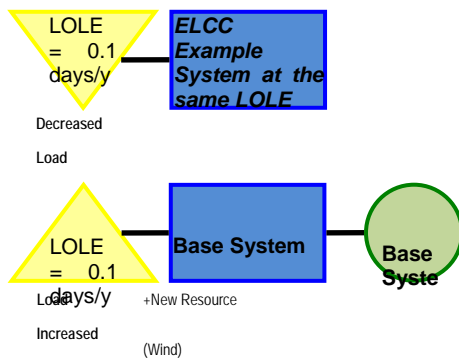 LOLE
= 0.1
days/y
ELCC
Example
System at the
same LOLE
Decreased
Load
LOLE
= 0.1
days/y
Base System
Base
Syste
Load
+New Resource
Increased
(Wind)